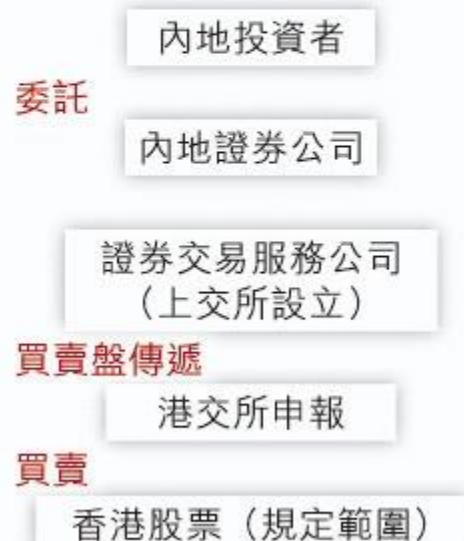 內地投資者
委託
內地證券公司
證券交易服務公司
（上交所設立）
買賣盤傳遞
港交所申報
買賣
香港股票（規定範圍）